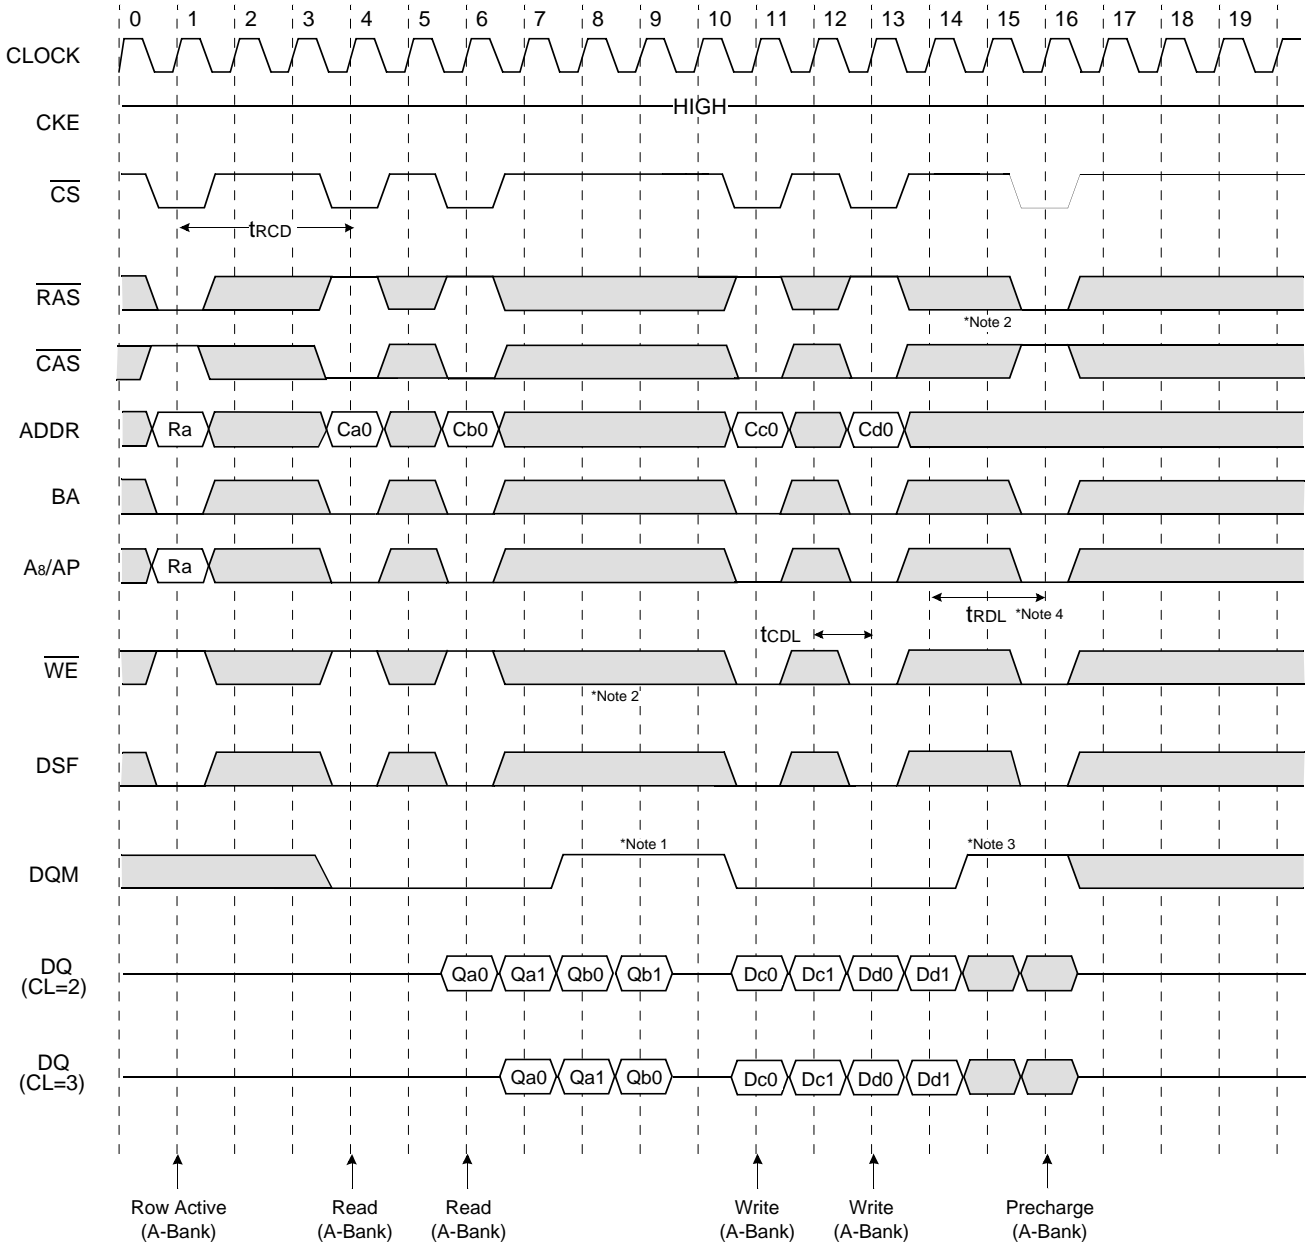 0 1 2 3 4 5 6 7 8 9 10 11 12 13 14 15 16 17 18 19
CLOCK
HIGH
CKE
CS
tRCD
RAS
*Note 2
CAS
ADDR Ra Ca0 Cb0 Cc0 Cd0
BA
A8/AP Ra
tRDL *Note 4
tCDL
WE
*Note 2
DSF
*Note 1 *Note 3
DQM
DQ
(CL=2)
Qa0 Qa1 Qb0 Qb1 Dc0 Dc1 Dd0 Dd1
DQ
(CL=3)
Qa0 Qa1 Qb0 Dc0 Dc1 Dd0 Dd1
Row Active Read Read Write Write Precharge
(A-Bank) (A-Bank) (A-Bank) (A-Bank) (A-Bank) (A-Bank)